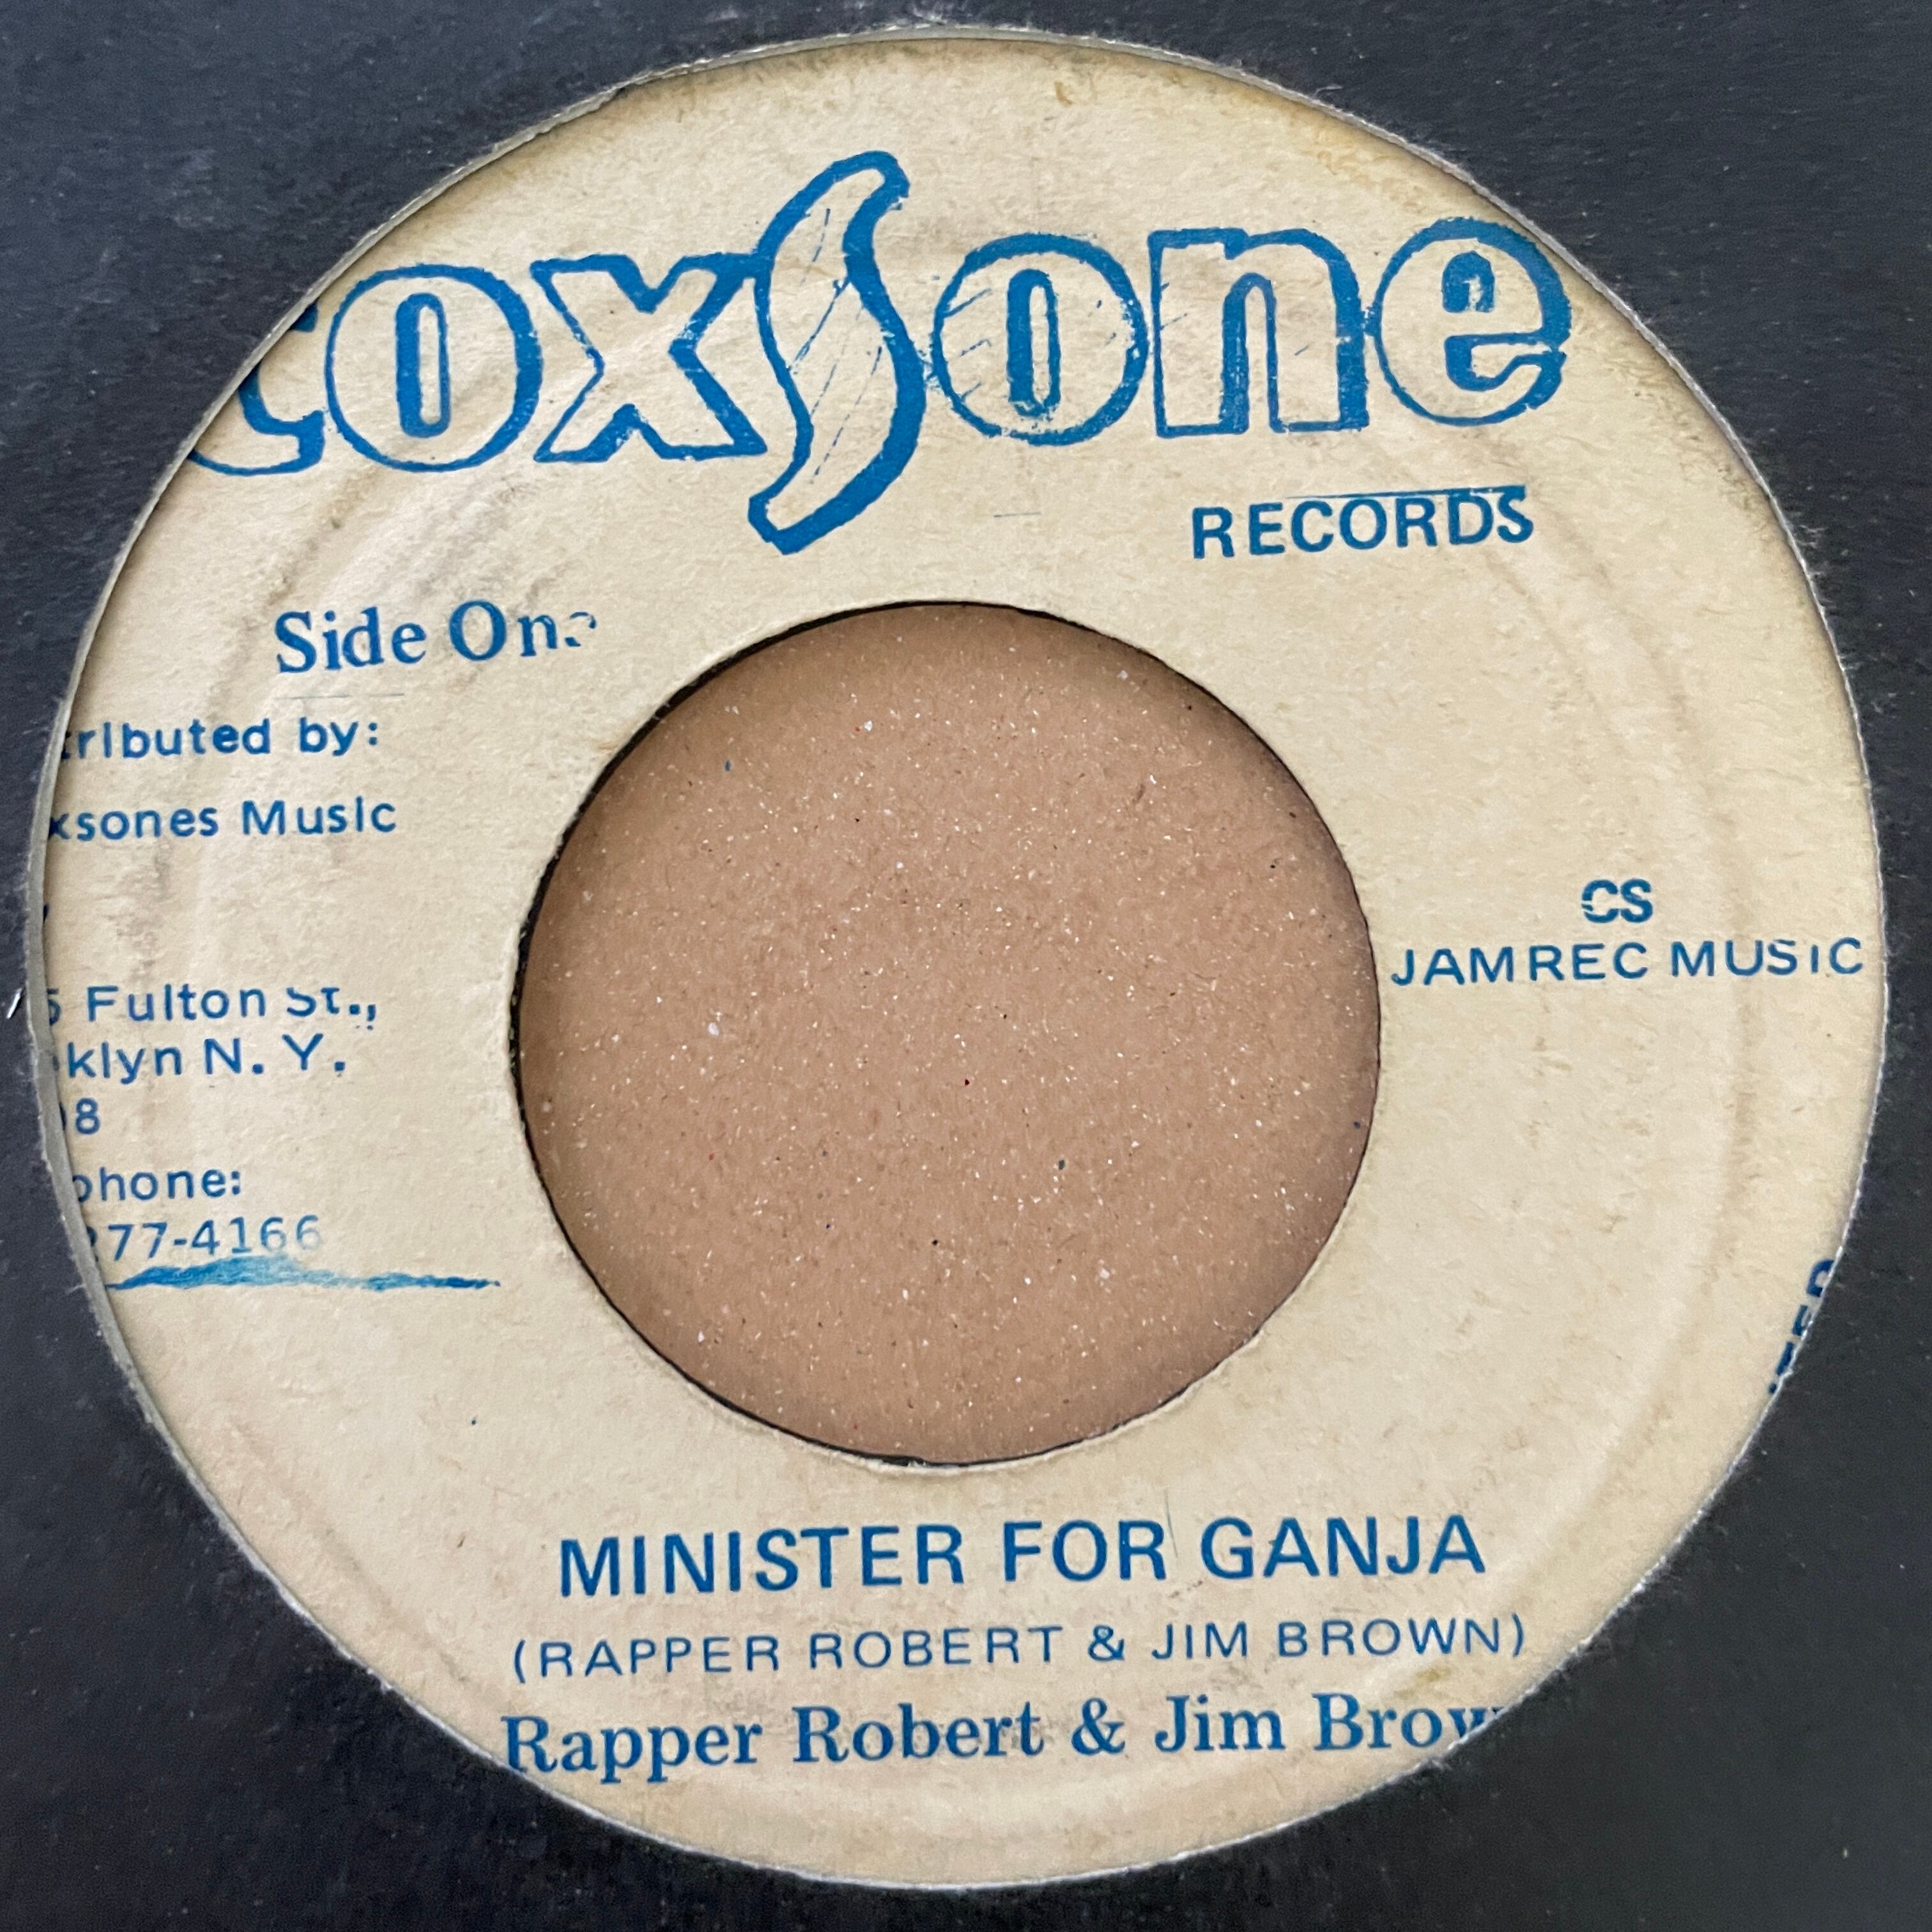 coxsone
RECORDS
Side One
tributed by:
xsones Music
5 Fulton St.,
klyn N. Y.
08
phone:
277-4166
CS
JAMREC MUSIC
MINISTER FOR GANJA
(RAPPER ROBERT & JIM BROWN)
Rapper Robert & Jim Brow